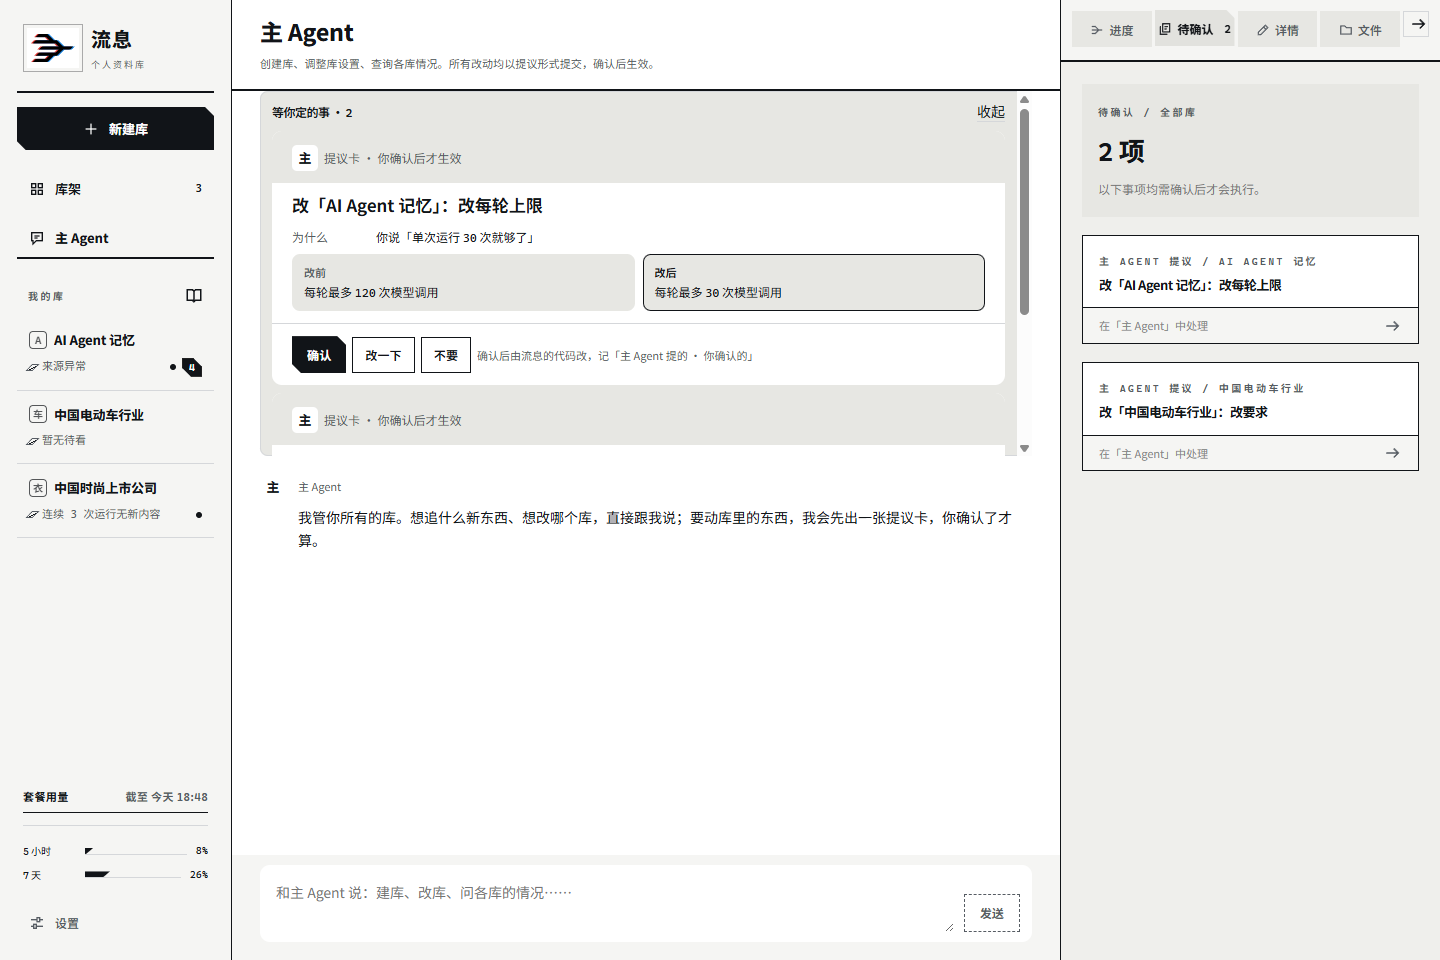 流息
个人资料库
新建库
库架 3
主 Agent
我的库
A AI Agent 记忆
来源异常 4
车 中国电动车行业
暂无待看
衣 中国时尚上市公司
连续 3 次运行无新内容
套餐用量 截至 今天 18:48
5 小时 8%
7 天 26%
设置
主 Agent
创建库、调整库设置、查询各库情况。所有改动均以提议形式提交，确认后生效。
等你定的事 · 2 收起
主 提议卡 · 你确认后才生效
改「AI Agent 记忆」：改每轮上限
为什么 你说「单次运行 30 次就够了」
改前
每轮最多 120 次模型调用
改后
每轮最多 30 次模型调用
确认 改一下 不要 确认后由流息的代码改，记「主 Agent 提的 · 你确认的」
主 提议卡 · 你确认后才生效
主 主 Agent
我管你所有的库。想追什么新东西、想改哪个库，直接跟我说；要动库里的东西，我会先出一张提议卡，你确认了才
算。
和主 Agent 说：建库、改库、问各库的情况……
发送
进度 待确认 2 详情 文件
待确认 / 全部库
2 项
以下事项均需确认后才会执行。
主 AGENT 提议 / AI AGENT 记忆
改「AI Agent 记忆」：改每轮上限
在「主 Agent」中处理
主 AGENT 提议 / 中国电动车行业
改「中国电动车行业」：改要求
在「主 Agent」中处理